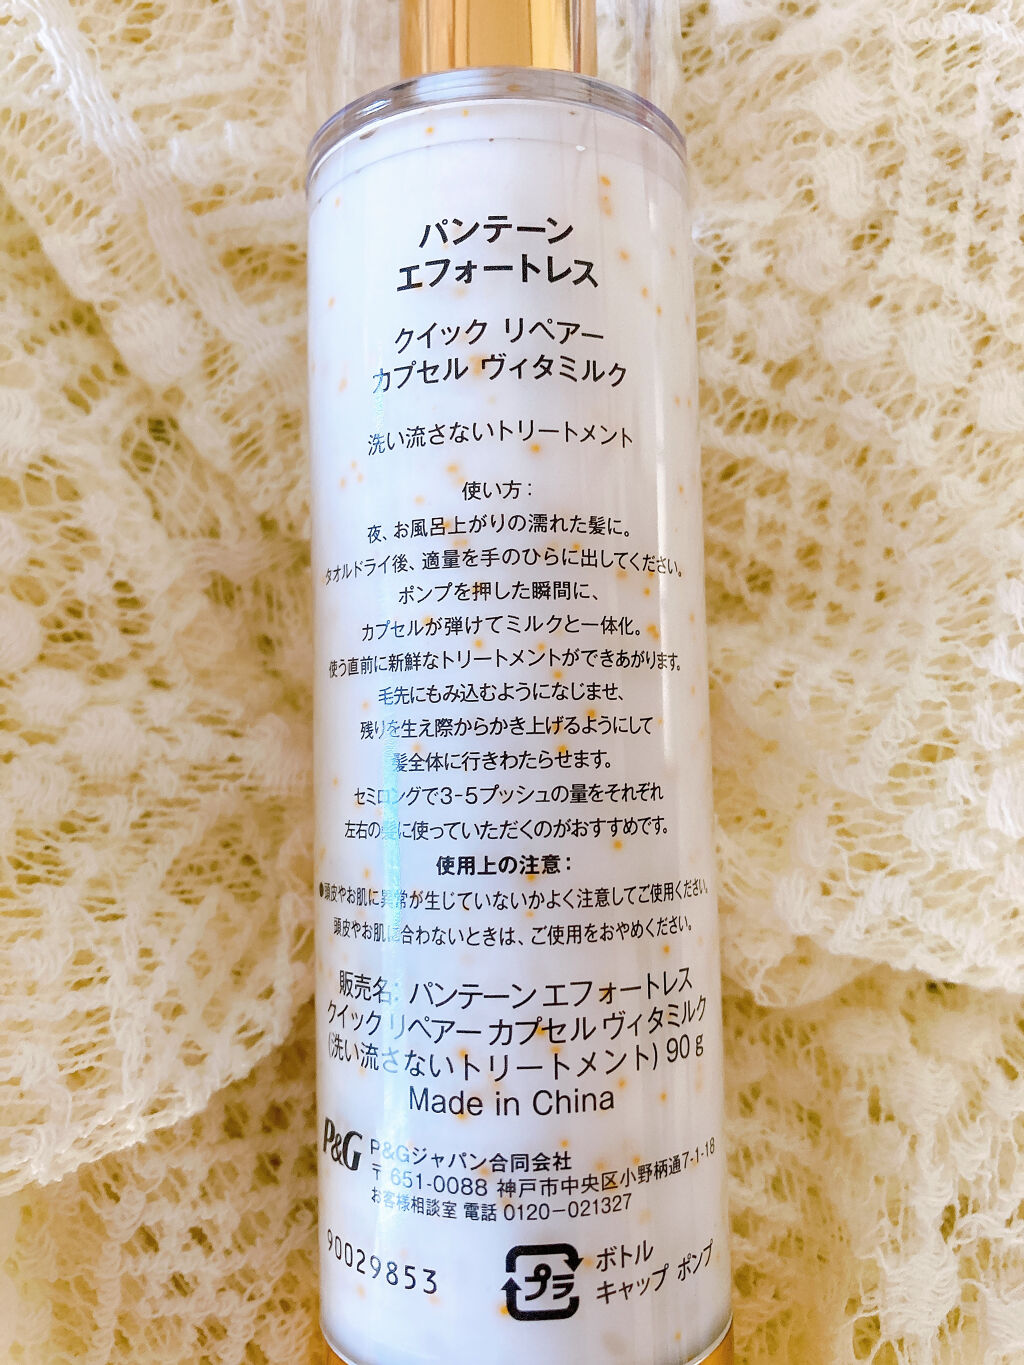 パンテーン
エフォートレス
クイック リペアー
カプセル ヴィタミルク
洗い流さないトリートメント
使い方：
夜、お風呂上がりの濡れた髪に。
タオルドライ後、適量を手のひらに出してください。
ポンプを押した瞬間に、
カプセルが弾けてミルクと一体化。
使う直前に新鮮なトリートメントができあがります。
毛先にもみ込むようになじませ、
残りを生え際からかき上げるようにして
髪全体に行きわたらせます。
セミロングで3-5プッシュの量をそれぞれ
左右の髪に使っていただくのがおすすめです。
使用上の注意：
●頭皮やお肌に異常が生じていないかよく注意してご使用ください。
頭皮やお肌に合わないときは、ご使用をおやめください。
販売名：パンテーン エフォートレス
クイック リペアー カプセル ヴィタミルク
(洗い流さないトリートメント) 90g
Made in China
P&G P&Gジャパン合同会社
〒651-0088 神戸市中央区小野柄通7-1-18
お客様相談室 電話 0120-021327
90029853
プラ ボトル
キャップ ポンプ